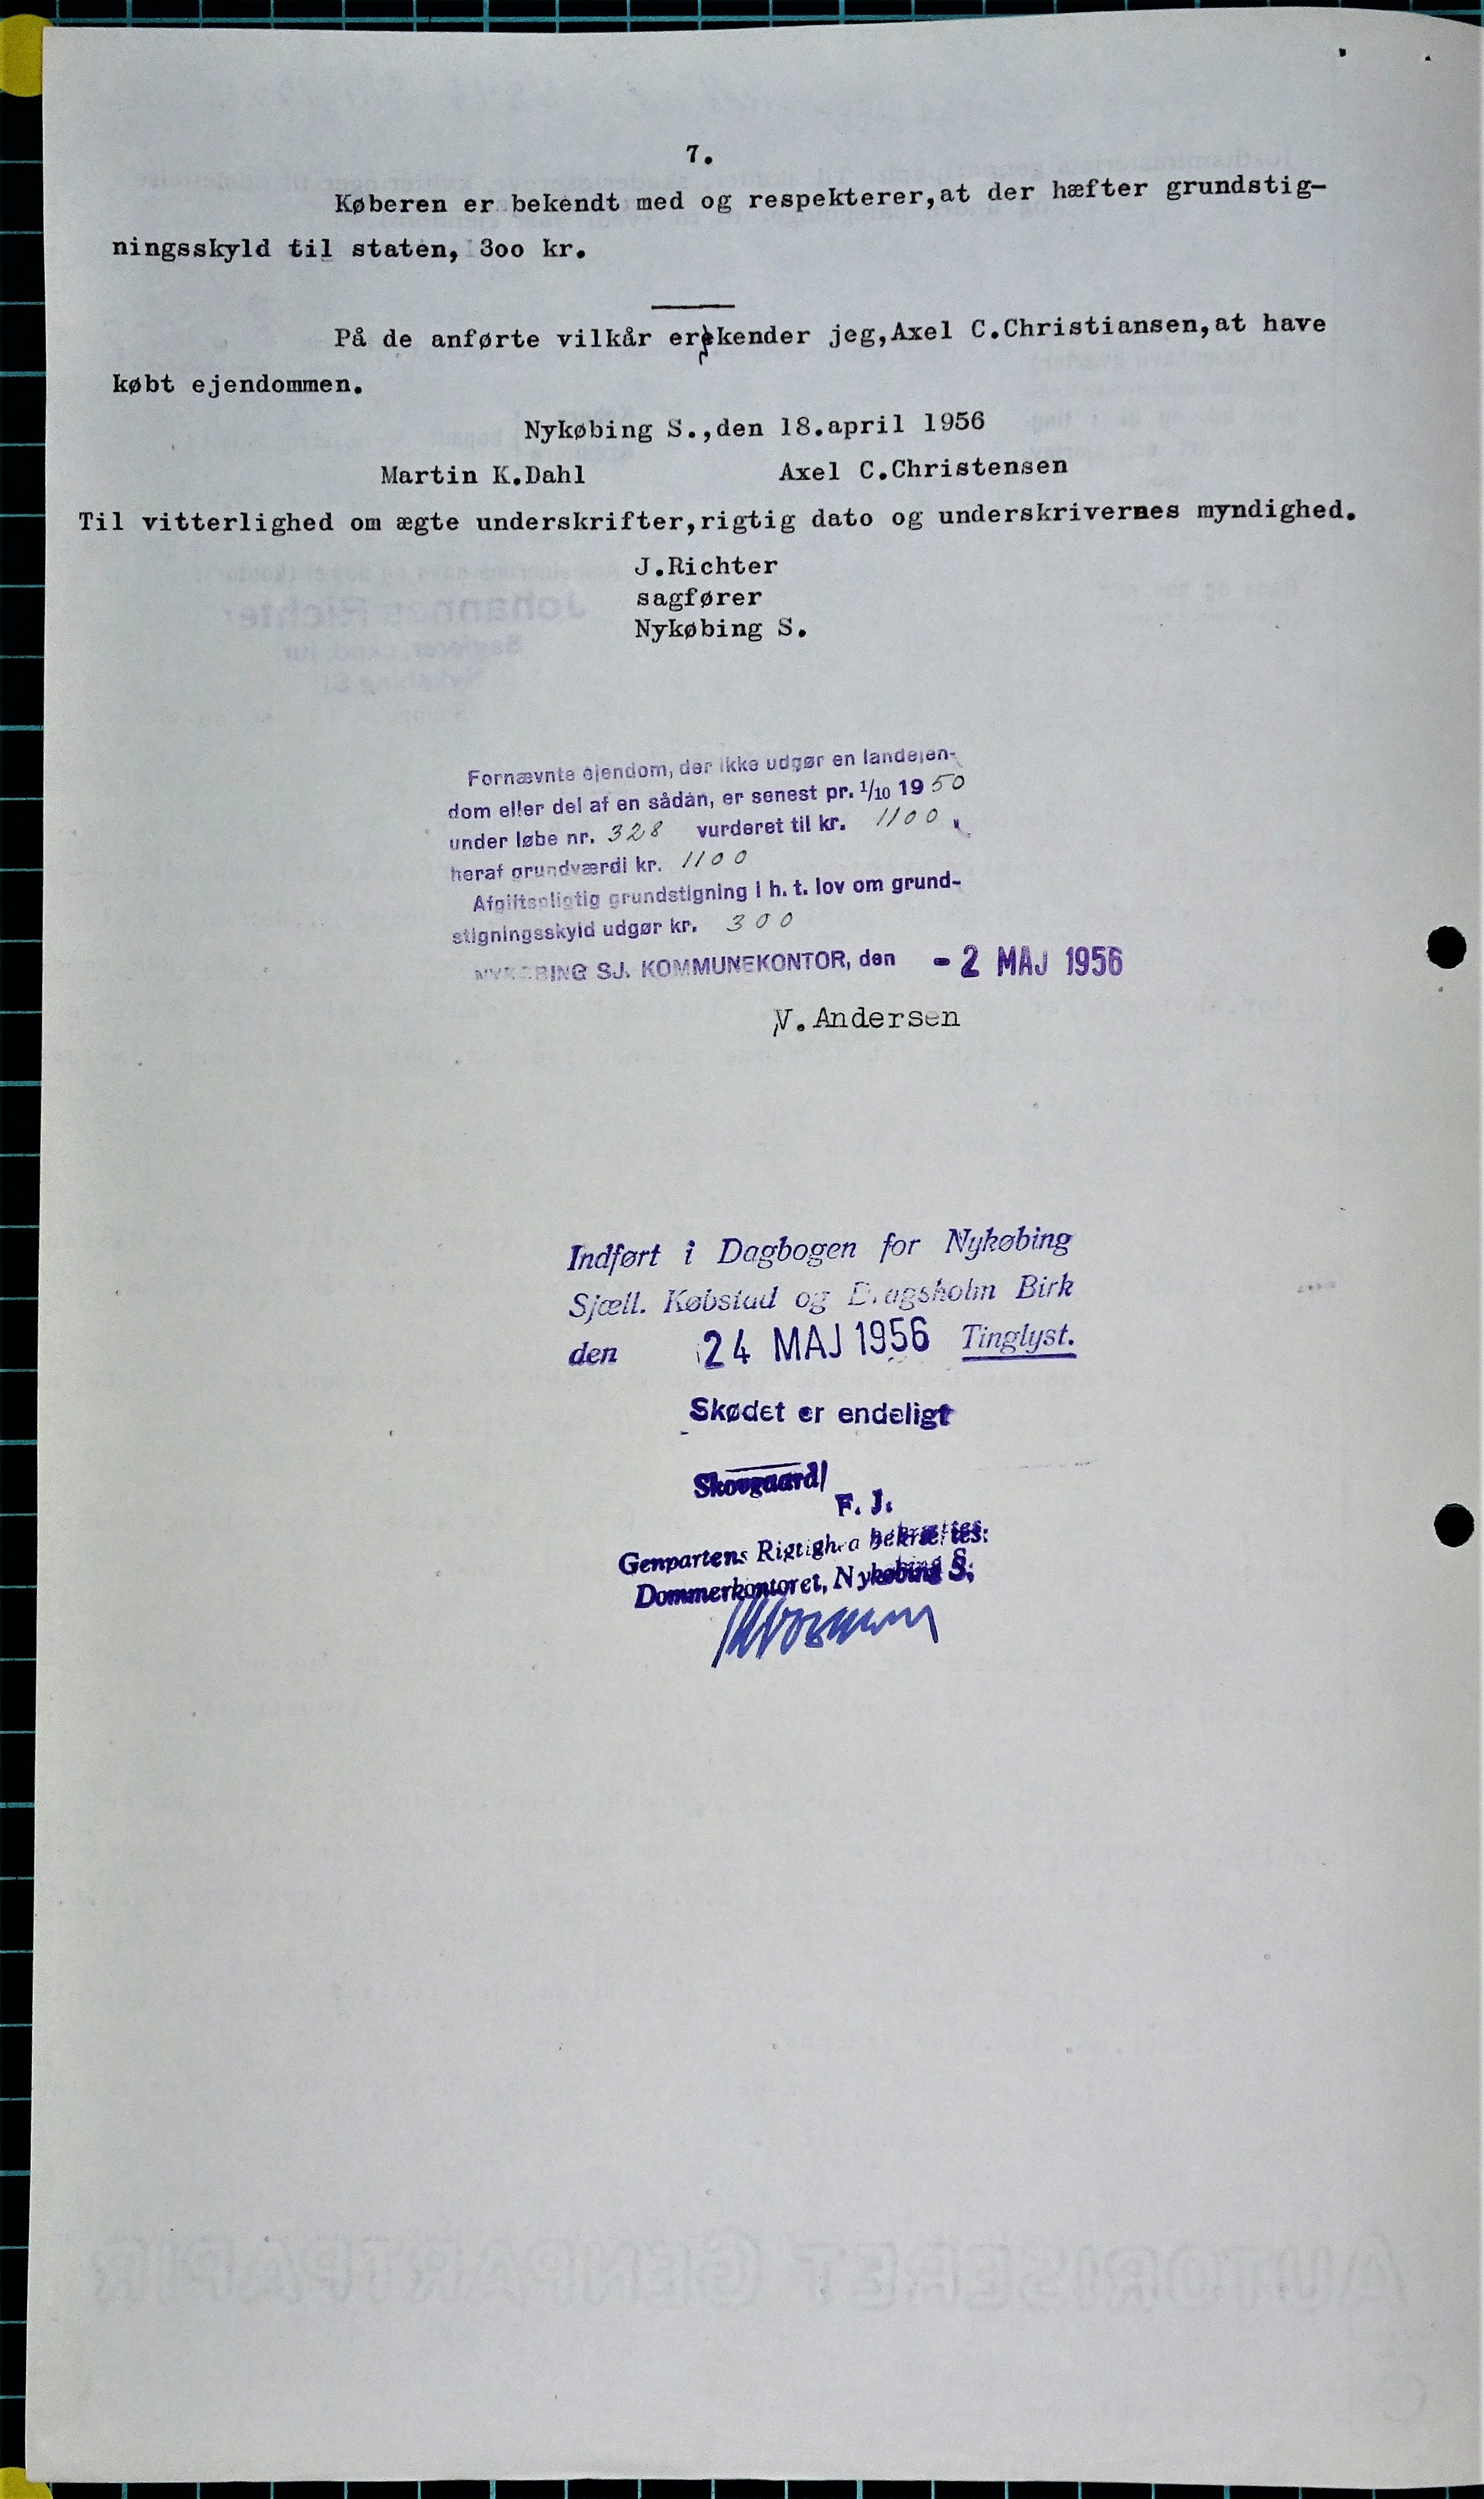 7.
Køberen er bekendt med og respekterer,at der hæfter grundstig-
ningsskyld til staten, 3oo kr.
På de anførte vilkår erkender jeg,Axel C.Christiansen,at have
købt ejendommen.
Nykøbing S.,den 18.april 1956
Martin K.Dahl Axel C.Christensen
Til vitterlighed om ægte underskrifter,rigtig dato og underskrivernes myndighed.
J.Richter
sagfører
Nykøbing S.
Fornævnte ejendom, der ikke udgør en landejen-
dom eller del af en sådan, er senest pr. 1/10 1950
under løbe nr. 328 vurderet til kr. 1100,
heraf grundværdi kr. 1100
Afgiftspligtig grundstigning i h. t. lov om grund-
stigningsskyld udgør kr. 300
NYKØBING SJ. KOMMUNEKONTOR, den - 2 MAJ 1956
V.Andersen
Indført i Dagbogen for Nykøbing
Sjæll. Købstad og Dragsholm Birk
den 24 MAJ 1956 Tinglyst.
Skødet er endeligt
Skovgaard/
F. J.
Genpartens Rigtighed bekræftes.
Dommerkontoret, Nykøbing S.
AUTORISERET GENPARTPAPIR